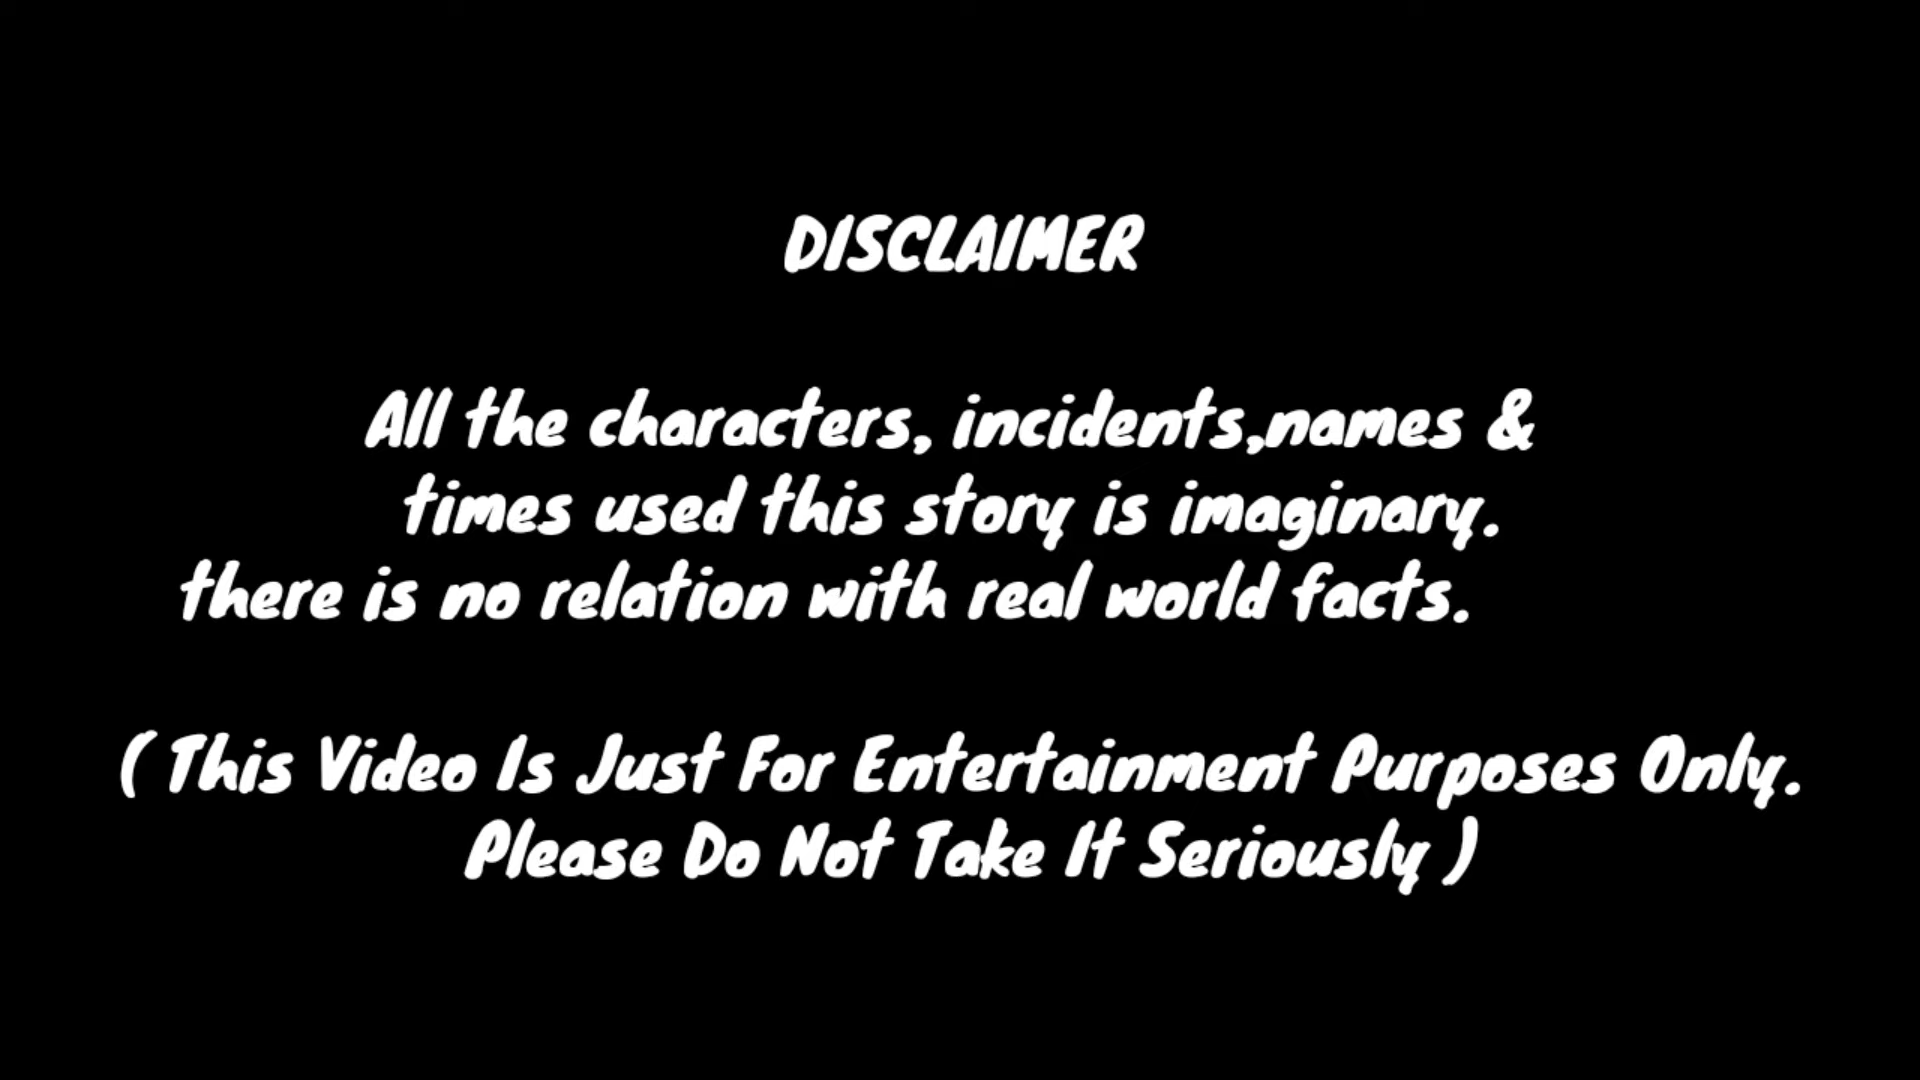 DISCLAIMER
All the characters, incidents,names &
times used this story is imaginary.
there is no relation with real world facts.
( This Video Is Just For Entertainment Purposes Only.
Please Do Not Take It Seriously )